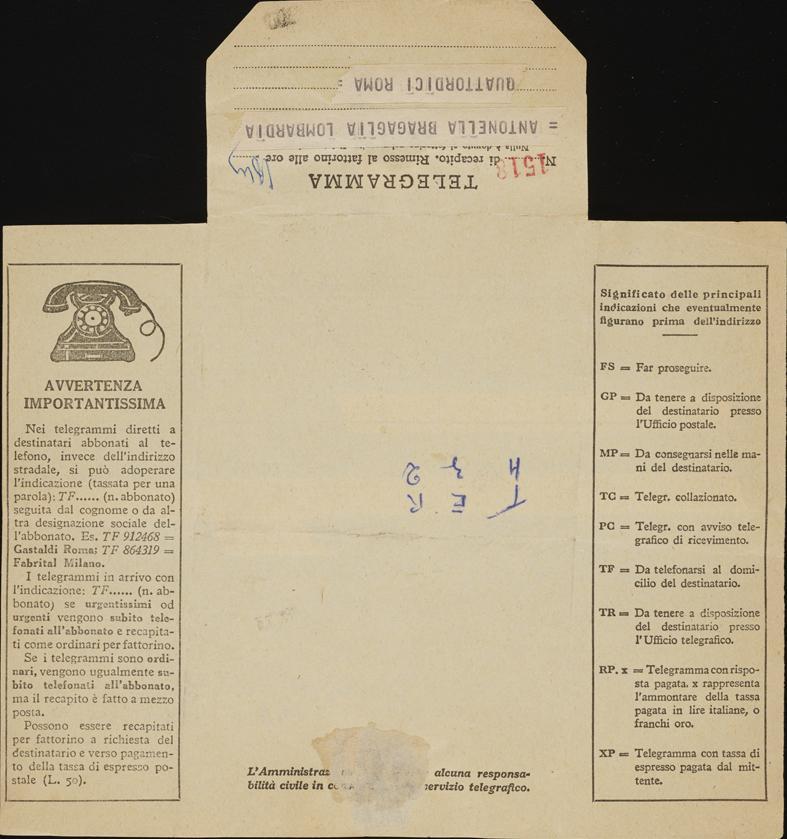 TELEGRAMMA
1513
N. di recapito. Rimesso al fattorino alle ore
Nulla è dovuto al fattorino
= ANTONELLA BRAGAGLIA LOMBARDIA
QUATTORDICI ROMA =
AVVERTENZA
IMPORTANTISSIMA
Nei telegrammi diretti a
destinatari abbonati al te-
lefono, invece dell'indirizzo
stradale, si può adoperare
l'indicazione (tassata per una
parola): TF...... (n. abbonato)
seguita dal cognome o da al-
tra designazione sociale del-
l'abbonato. Es. TF 912468 =
Gastaldi Roma; TF 864319 =
Fabrital Milano.
I telegrammi in arrivo con
l'indicazione: TF...... (n. ab-
bonato) se urgentissimi od
urgenti vengono subito tele-
fonati all'abbonato e recapita-
ti come ordinari per fattorino.
Se i telegrammi sono ordi-
nari, vengono ugualmente su-
bito telefonati all'abbonato,
ma il recapito è fatto a mezzo
posta.
Possono essere recapitati
per fattorino a richiesta del
destinatario e verso pagamen-
to della tassa di espresso po-
stale (L. 50).
T E R
H 3 2
L'Amministraz alcuna responsa-
bilità civile in servizio telegrafico.
Significato delle principali
indicazioni che eventualmente
figurano prima dell'indirizzo
FS = Far proseguire.
GP = Da tenere a disposizione
del destinatario presso
l'Ufficio postale.
MP = Da consegnarsi nelle ma-
ni del destinatario.
TC = Telegr. collazionato.
PC = Telegr. con avviso tele-
grafico di ricevimento.
TF = Da telefonarsi al domi-
cilio del destinatario.
TR = Da tenere a disposizione
del destinatario presso
l'Ufficio telegrafico.
RP. x = Telegramma con rispo-
sta pagata. x rappresenta
l'ammontare della tassa
pagata in lire italiane, o
franchi oro.
XP = Telegramma con tassa di
espresso pagata dal mit-
tente.